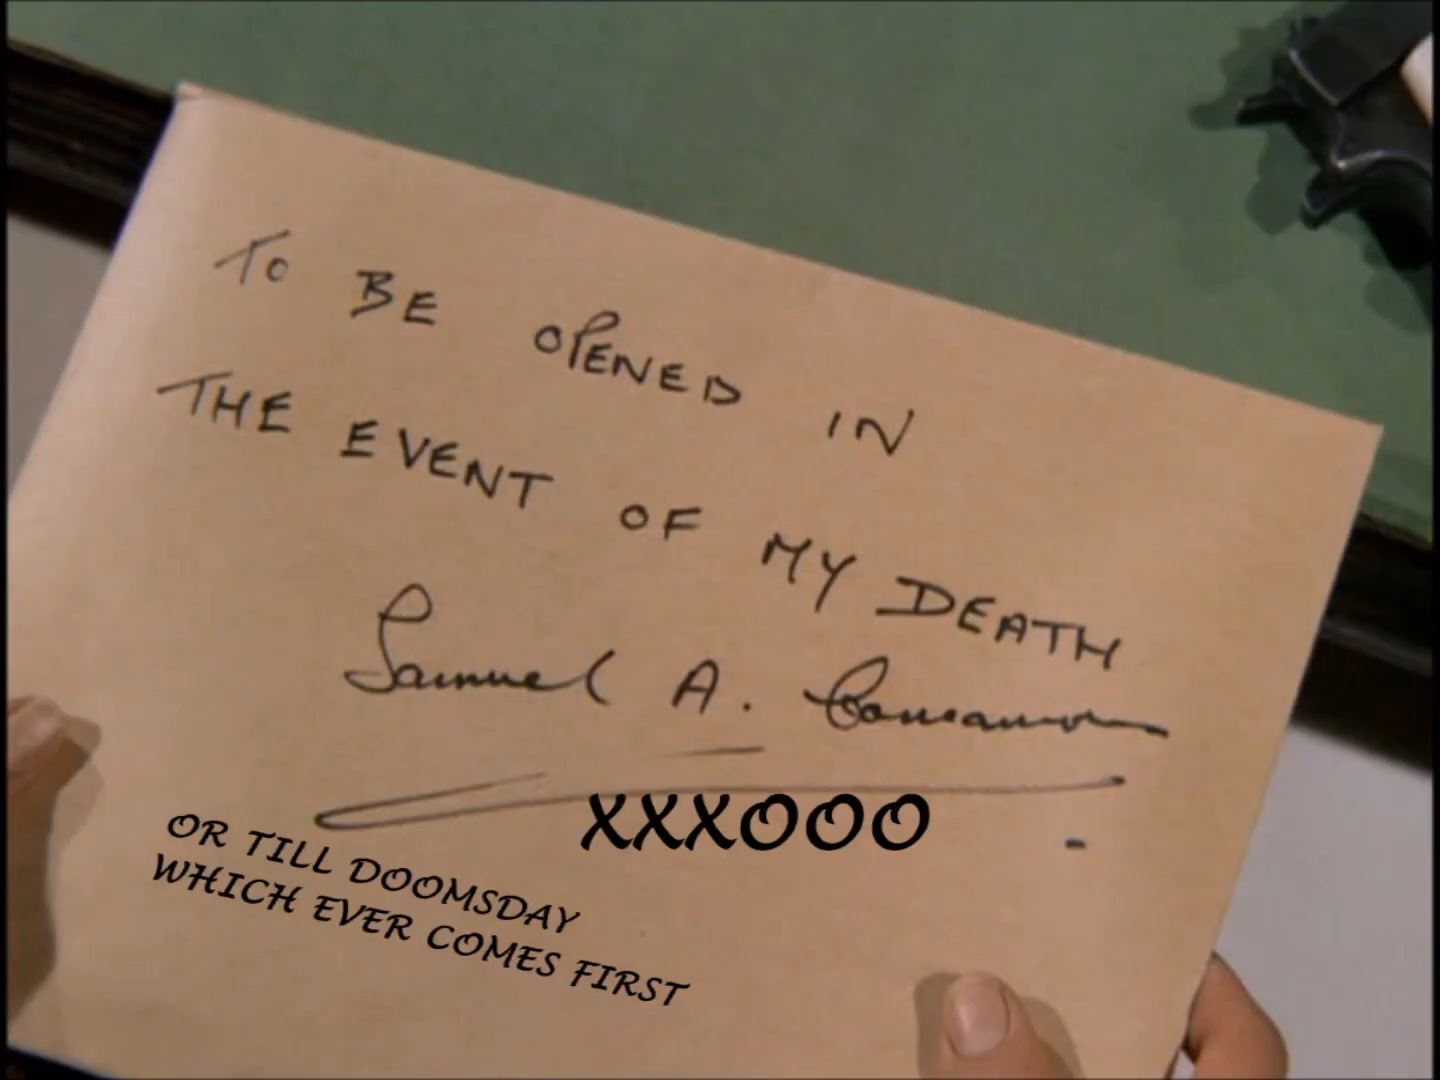 TO BE OPENED IN
THE EVENT OF MY DEATH
Samuel A.
XXXOOO
OR TILL DOOMSDAY
WHICH EVER COMES FIRST